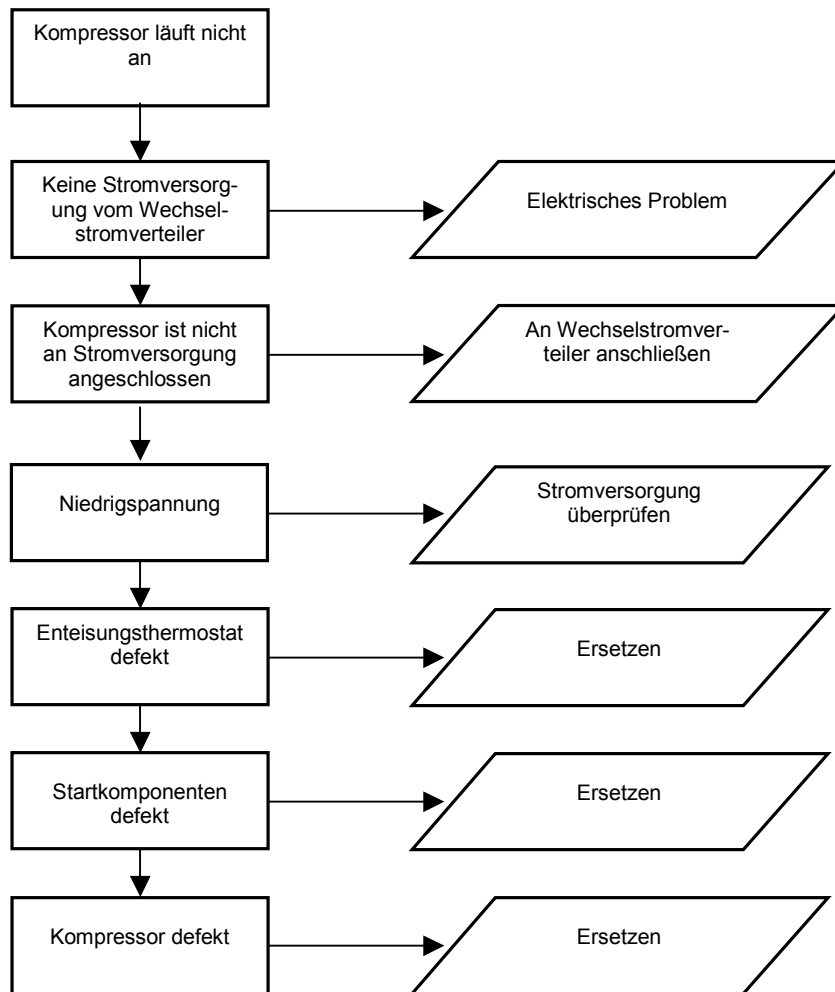 Kompressor läuft nicht
an
Keine Stromversorg-
ung vom Wechsel-
stromverteiler
Elektrisches Problem
Kompressor ist nicht
an Stromversorgung
angeschlossen
An Wechselstromver-
teiler anschließen
Niedrigspannung
Stromversorgung
überprüfen
Enteisungsthermostat
defekt
Ersetzen
Startkomponenten
defekt
Ersetzen
Kompressor defekt
Ersetzen